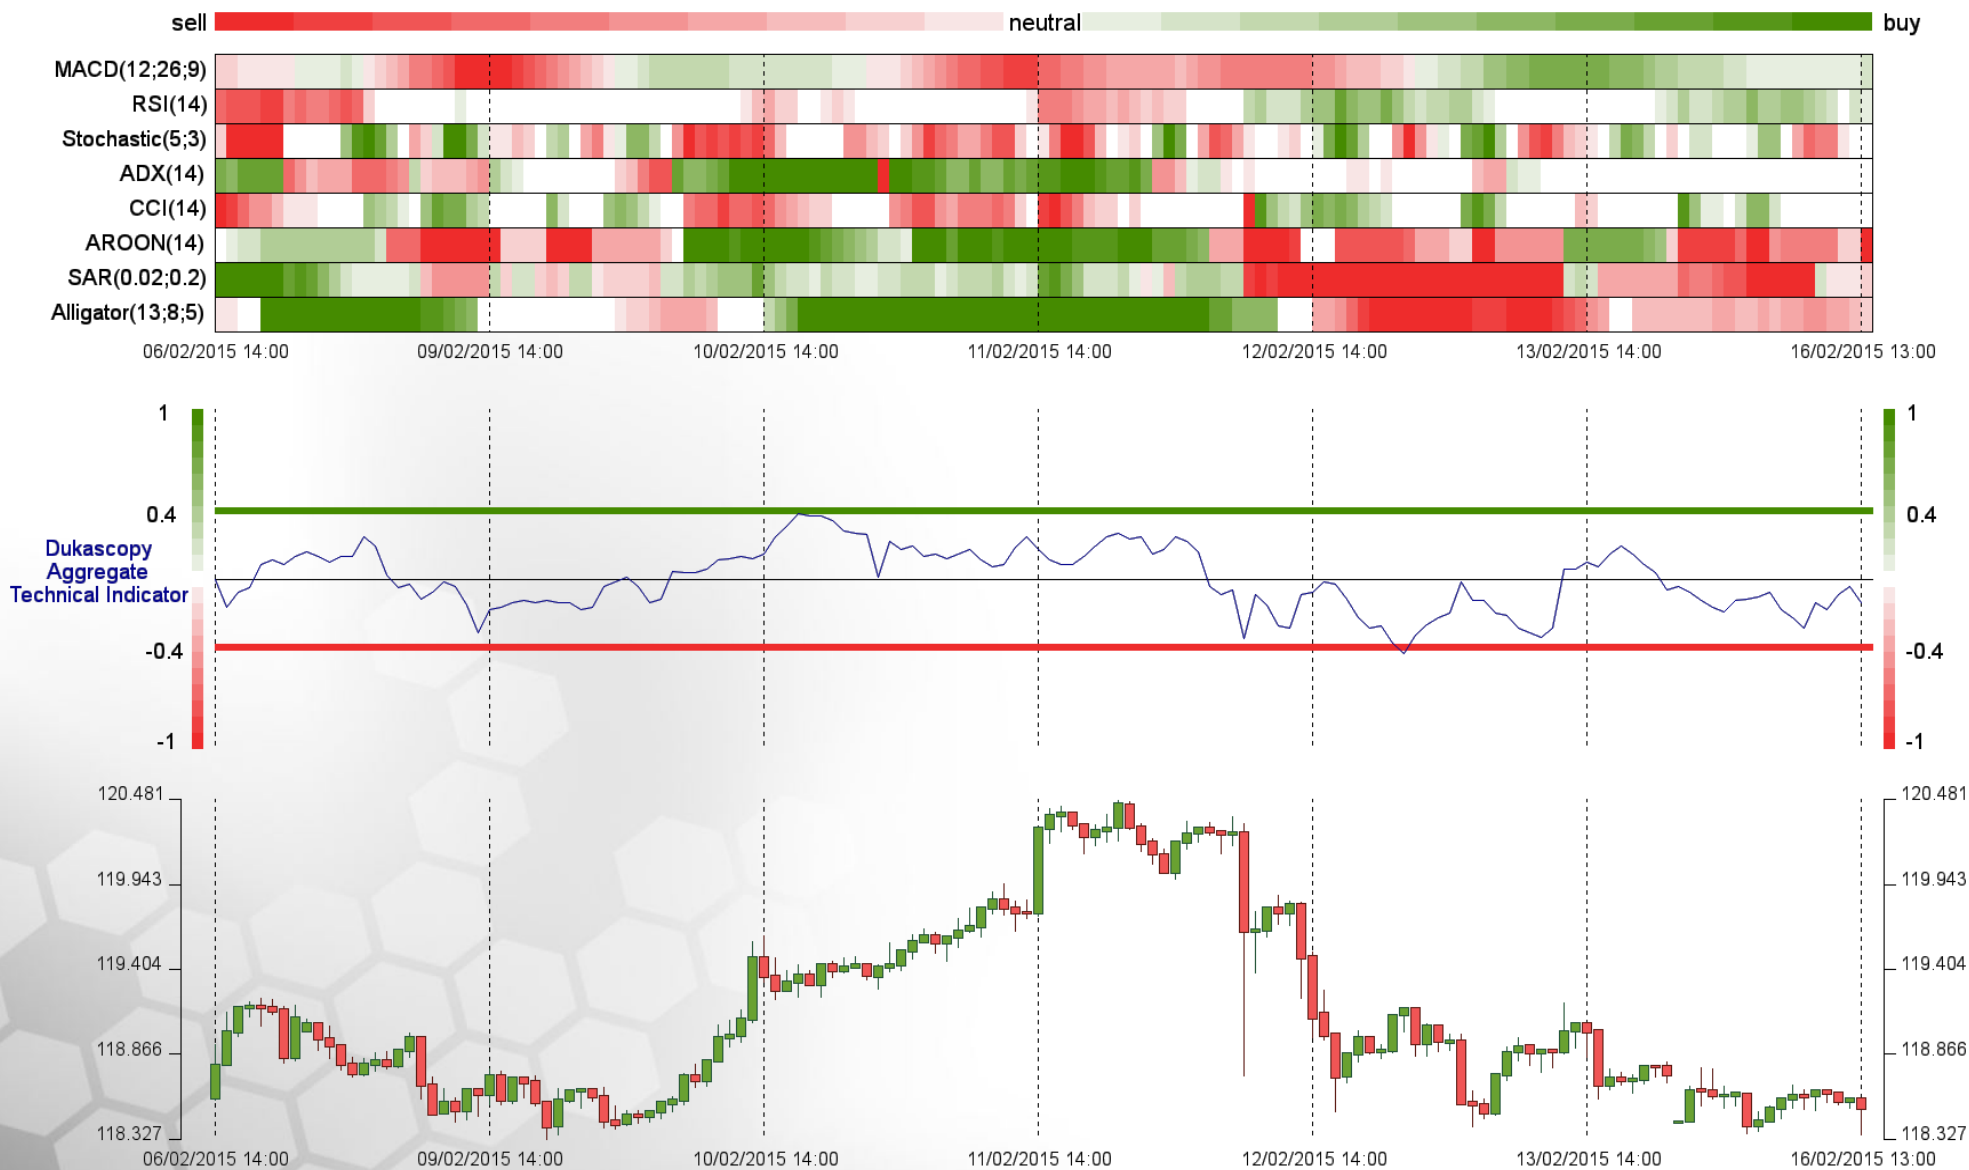 sell neutral buy
MACD(12;26;9)
RSI(14)
Stochastic(5;3)
ADX(14)
CCI(14)
AROON(14)
SAR(0.02;0.2)
Alligator(13;8;5)
06/02/2015 14:00 09/02/2015 14:00 10/02/2015 14:00 11/02/2015 14:00 12/02/2015 14:00 13/02/2015 14:00 16/02/2015 13:00
1 1
0.4 0.4
Dukascopy
Aggregate
Technical Indicator
-0.4 -0.4
-1 -1
120.481 120.481
119.943 119.943
119.404 119.404
118.866 118.866
118.327 118.327
06/02/2015 14:00 09/02/2015 14:00 10/02/2015 14:00 11/02/2015 14:00 12/02/2015 14:00 13/02/2015 14:00 16/02/2015 13:00